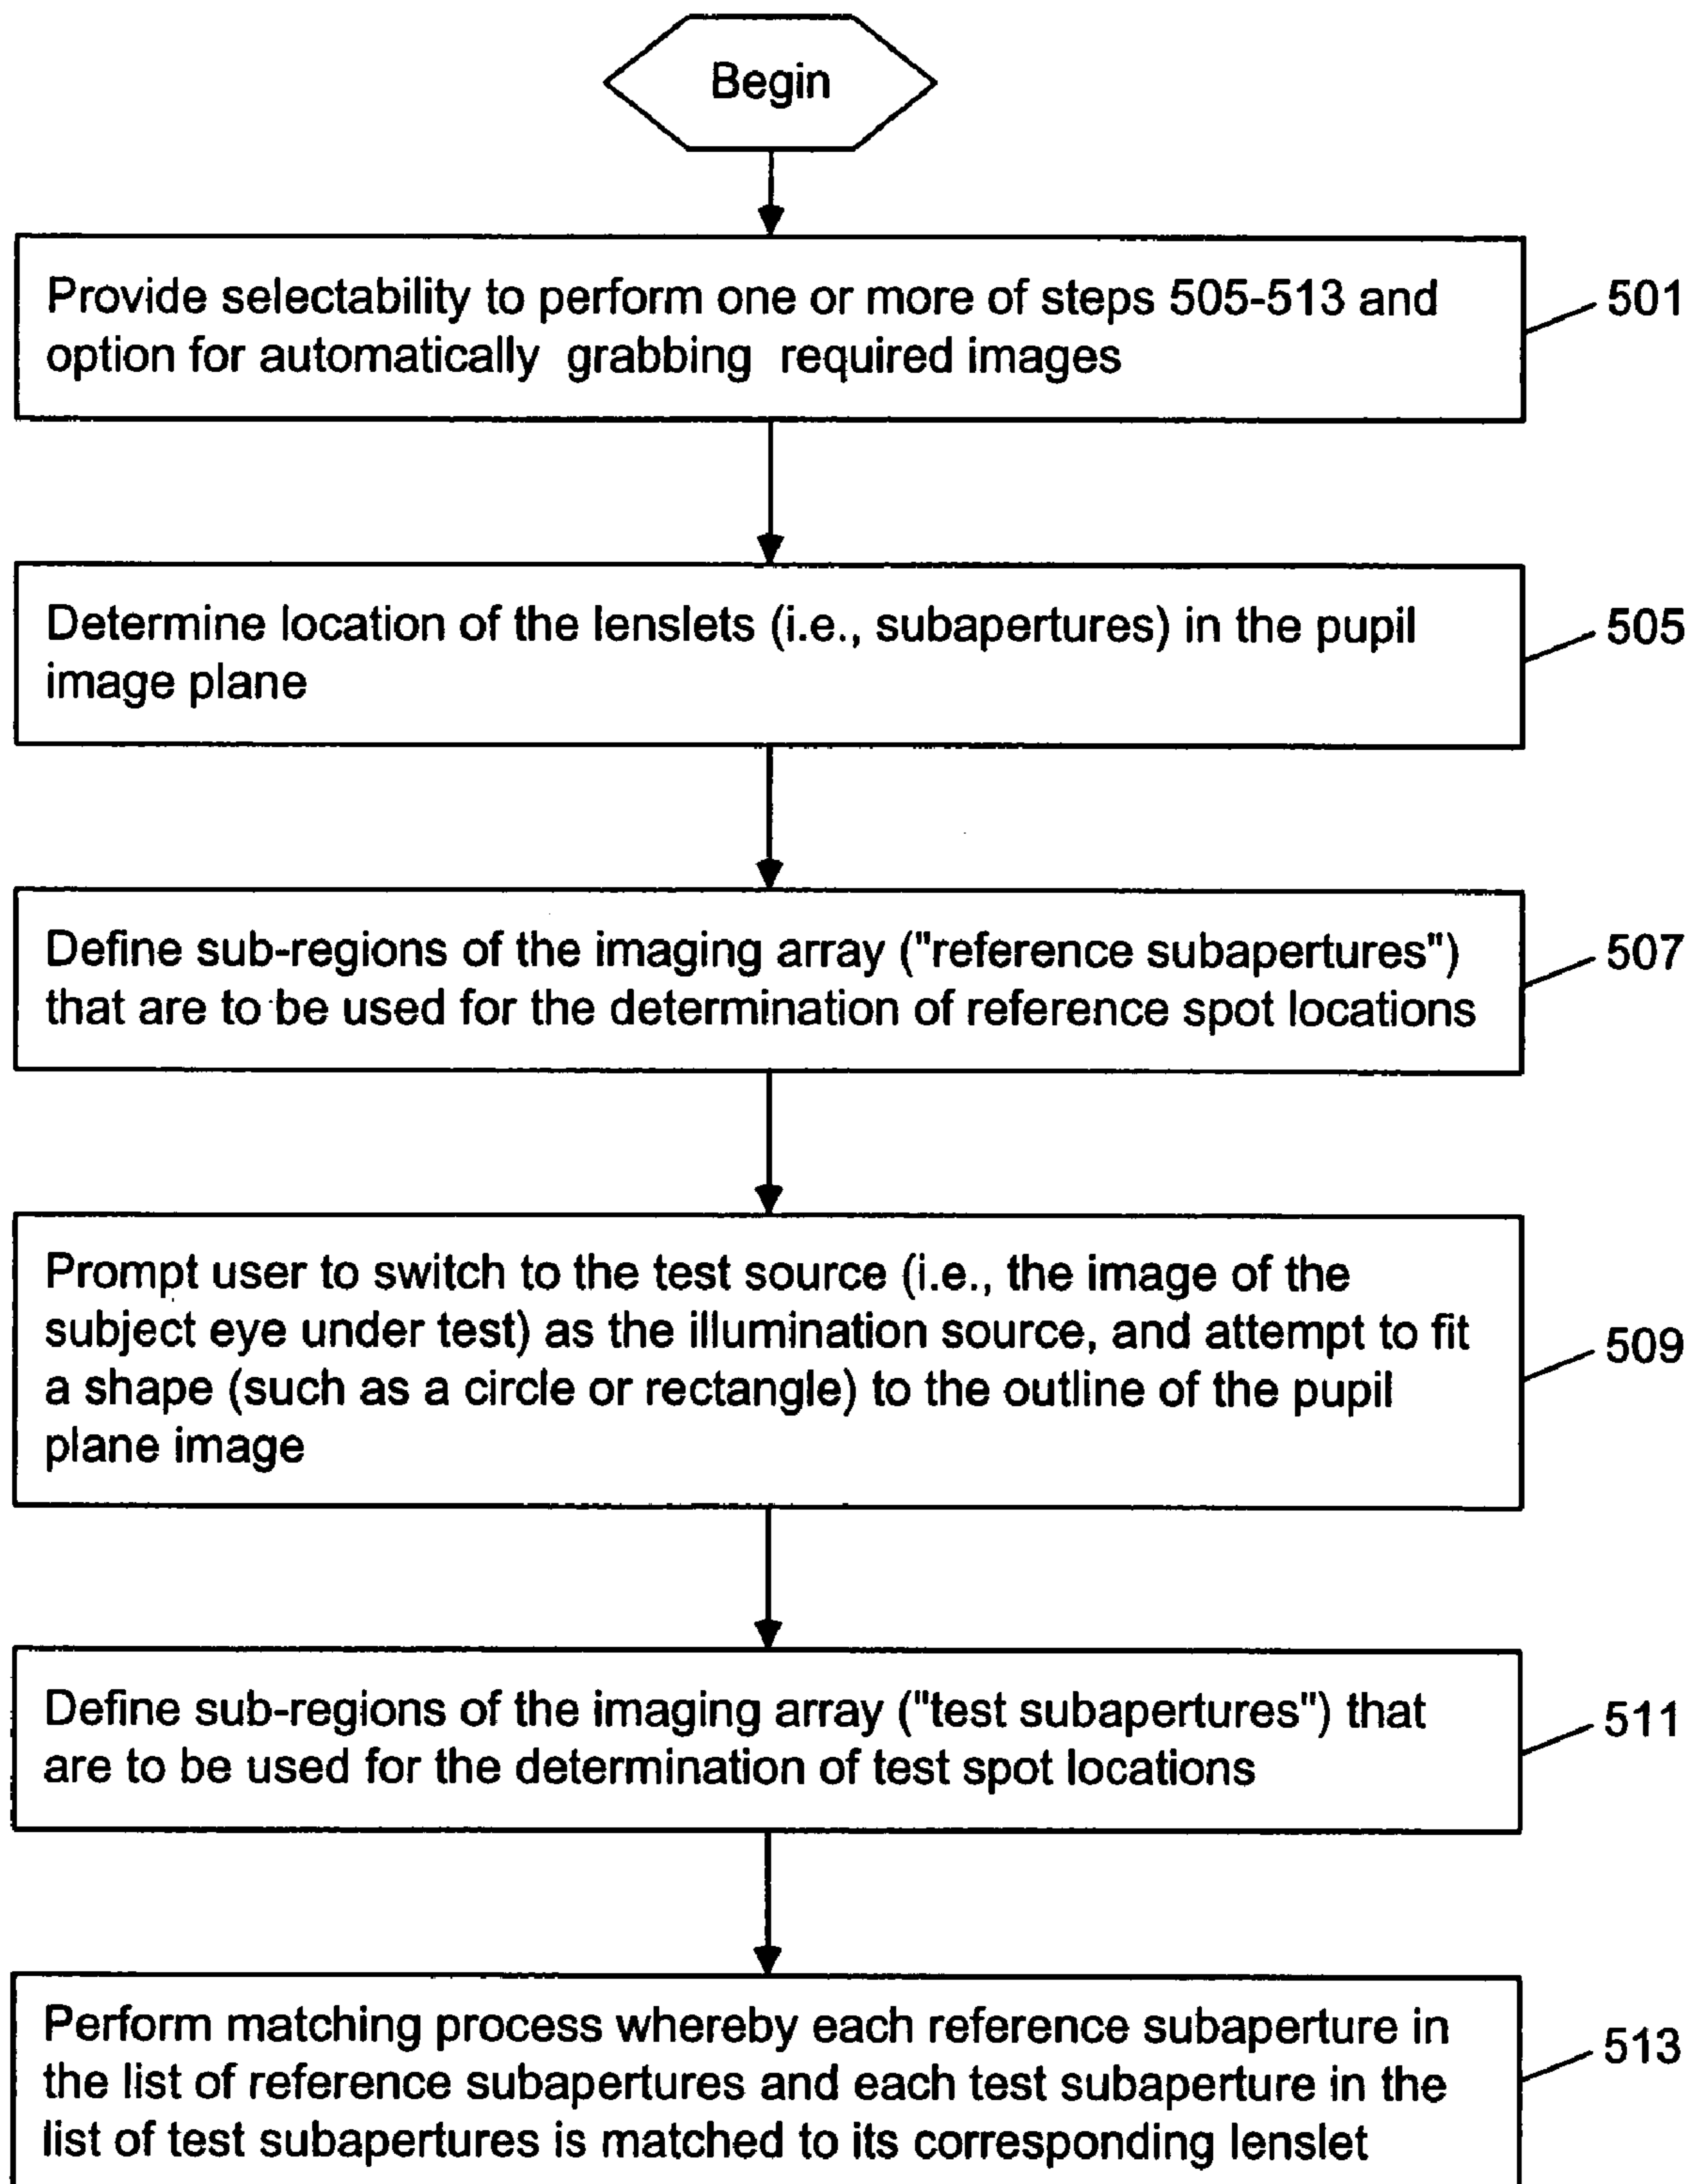 Begin
Provide selectability to perform one or more of steps 505-513 and
option for automatically grabbing required images
501
Determine location of the lenslets (i.e., subapertures) in the pupil
image plane
505
Define sub-regions of the imaging array ("reference subapertures")
that are to be used for the determination of reference spot locations
507
Prompt user to switch to the test source (i.e., the image of the
subject eye under test) as the illumination source, and attempt to fit
a shape (such as a circle or rectangle) to the outline of the pupil
plane image
509
Define sub-regions of the imaging array ("test subapertures") that
are to be used for the determination of test spot locations
511
Perform matching process whereby each reference subaperture in
the list of reference subapertures and each test subaperture in the
list of test subapertures is matched to its corresponding lenslet
513